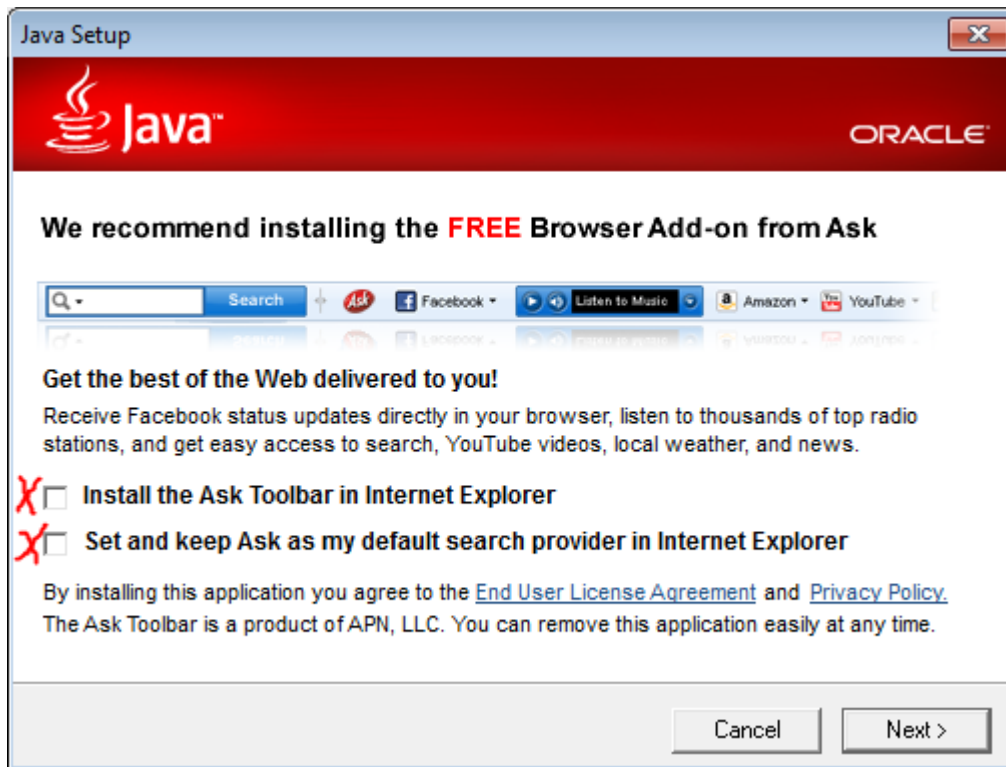 Java Setup
Java™
ORACLE
We recommend installing the FREE Browser Add-on from Ask
Search Ask Facebook Listen to Music Amazon YouTube
Get the best of the Web delivered to you!
Receive Facebook status updates directly in your browser, listen to thousands of top radio
stations, and get easy access to search, YouTube videos, local weather, and news.
X Install the Ask Toolbar in Internet Explorer
X Set and keep Ask as my default search provider in Internet Explorer
By installing this application you agree to the End User License Agreement and Privacy Policy.
The Ask Toolbar is a product of APN, LLC. You can remove this application easily at any time.
Cancel Next >